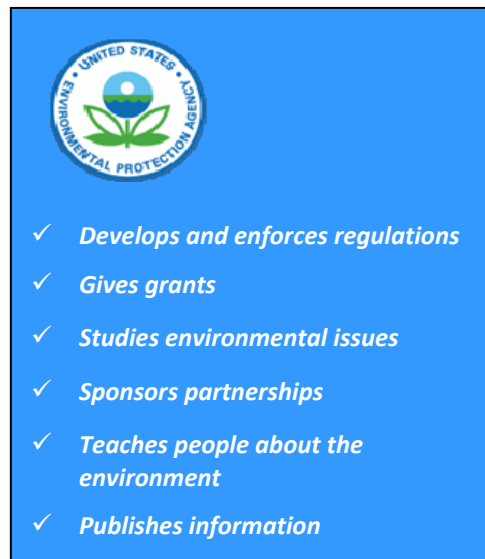 UNITED STATES
ENVIRONMENTAL PROTECTION AGENCY
✓ Develops and enforces regulations
✓ Gives grants
✓ Studies environmental issues
✓ Sponsors partnerships
✓ Teaches people about the
environment
✓ Publishes information